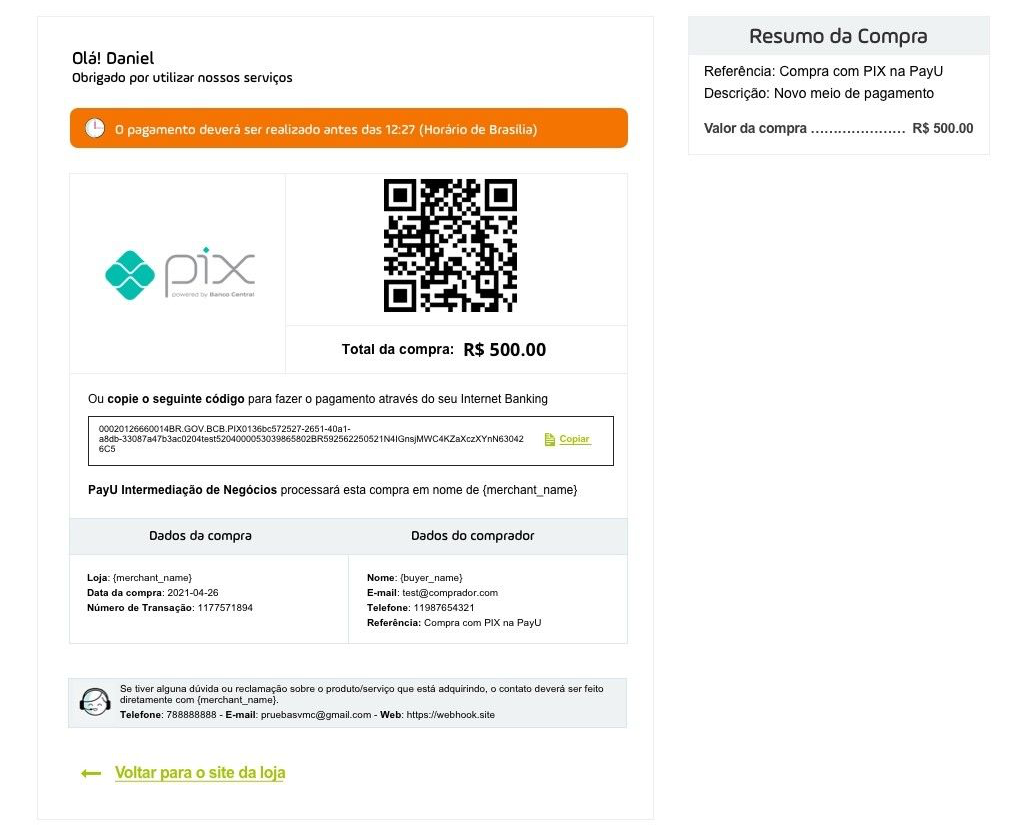 Olá! Daniel
Obrigado por utilizar nossos serviços
O pagamento deverá ser realizado antes das 12:27 (Horário de Brasília)
pix
powered by Banco Central
Total da compra: R$ 500.00
Ou copie o seguinte código para fazer o pagamento através do seu Internet Banking
00020126660014BR.GOV.BCB.PIX0136bc572527-2651-40a1-
a8db-33087a47b3ac0204test5204000053039865802BR592562250521N4IGnsjMWC4KZaXczXYnN63042
6C5
Copiar
PayU Intermediação de Negócios processará esta compra em nome de {merchant_name}
Dados da compra
Loja: {merchant_name}
Data da compra: 2021-04-26
Número de Transação: 1177571894
Dados do comprador
Nome: {buyer_name}
E-mail: test@comprador.com
Telefone: 11987654321
Referência: Compra com PIX na PayU
Se tiver alguna dúvida ou reclamação sobre o produto/serviço que está adquirindo, o contato deverá ser feito
diretamente com {merchant_name}.
Telefone: 788888888 - E-mail: pruebasvmc@gmail.com - Web: https://webhook.site
Voltar para o site da loja
Resumo da Compra
Referência: Compra com PIX na PayU
Descrição: Novo meio de pagamento
Valor da compra ..................... R$ 500.00